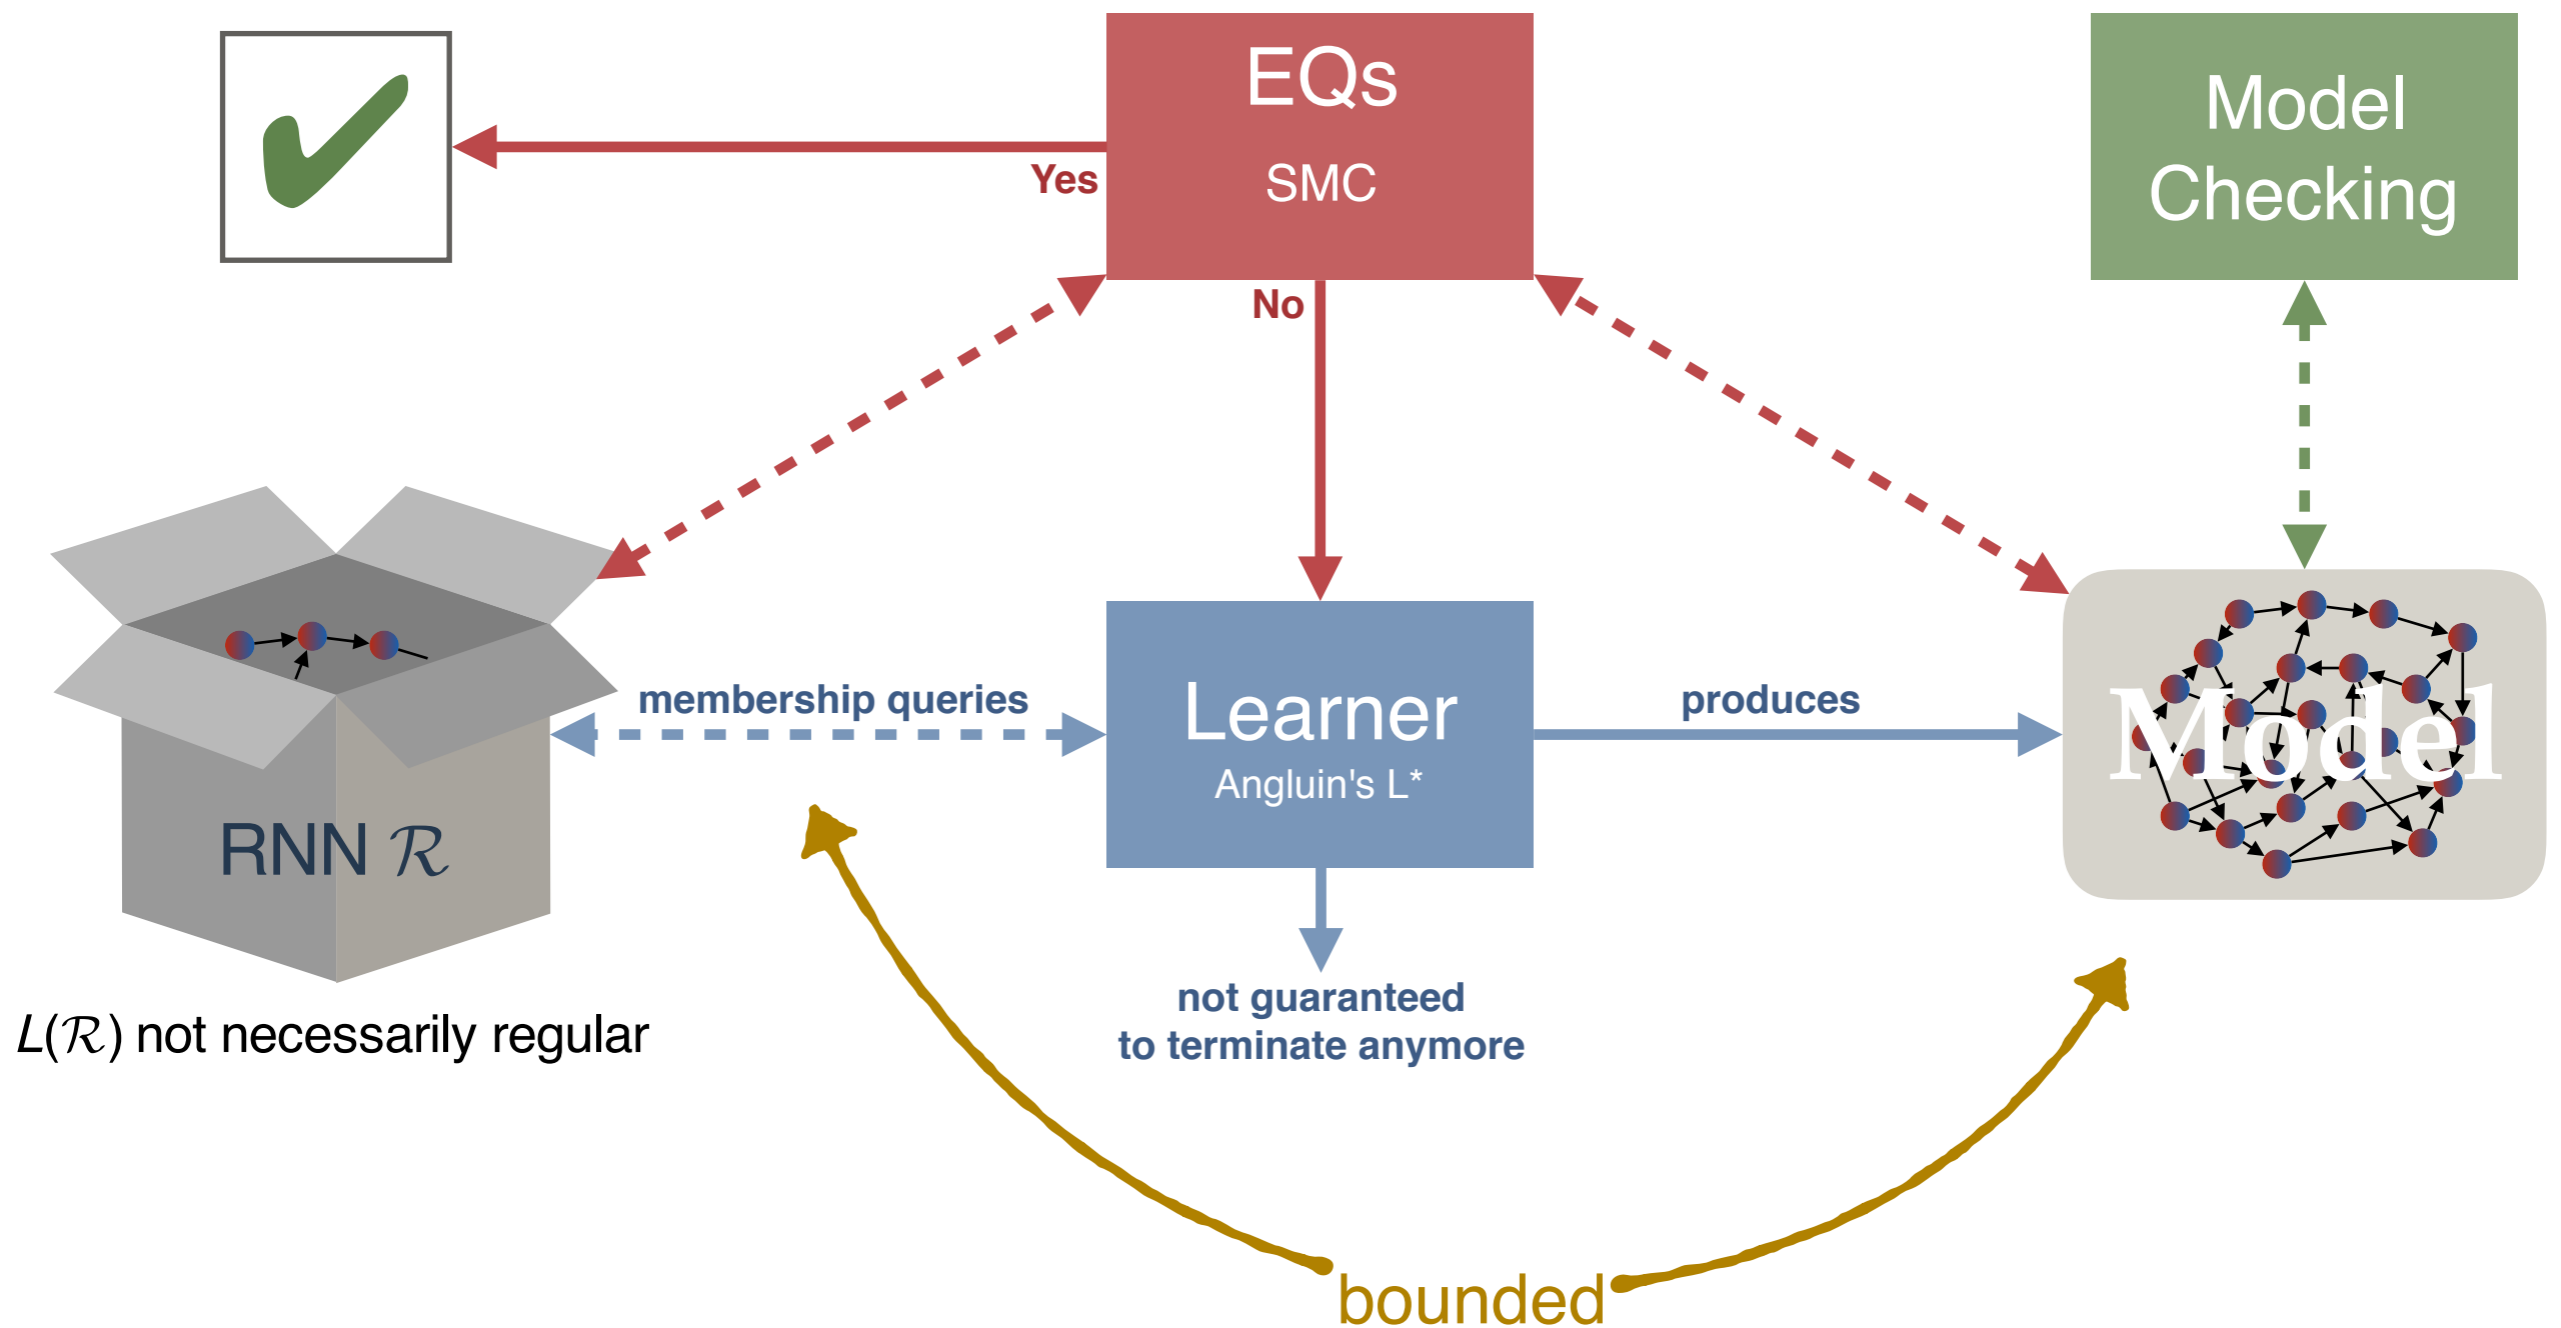 EQs
SMC
Model
Checking
Yes
No
membership queries
Learner
Angluin's L*
produces
Model
RNN ℛ
not guaranteed
to terminate anymore
L(ℛ) not necessarily regular
bounded